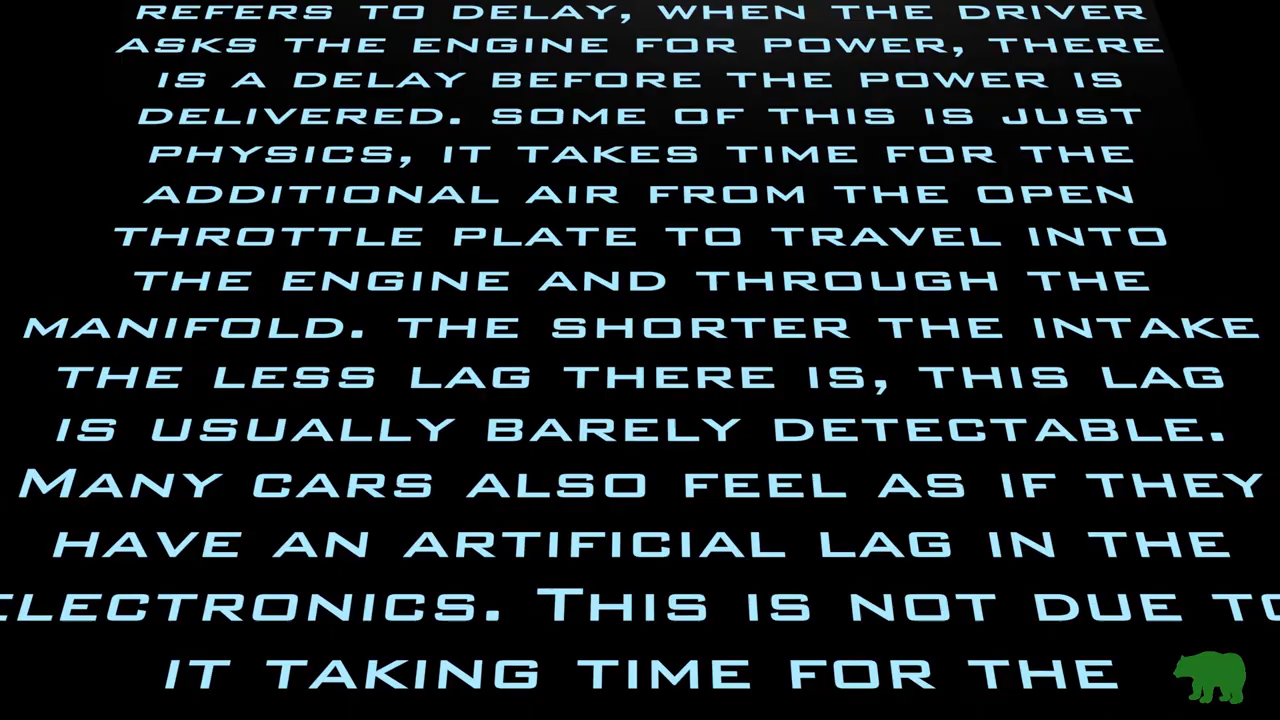 REFERS TO DELAY, WHEN THE DRIVER
ASKS THE ENGINE FOR POWER, THERE
IS A DELAY BEFORE THE POWER IS
DELIVERED. SOME OF THIS IS JUST
PHYSICS, IT TAKES TIME FOR THE
ADDITIONAL AIR FROM THE OPEN
THROTTLE PLATE TO TRAVEL INTO
THE ENGINE AND THROUGH THE
MANIFOLD. THE SHORTER THE INTAKE
THE LESS LAG THERE IS, THIS LAG
IS USUALLY BARELY DETECTABLE.
MANY CARS ALSO FEEL AS IF THEY
HAVE AN ARTIFICIAL LAG IN THE
ELECTRONICS. THIS IS NOT DUE TO
IT TAKING TIME FOR THE